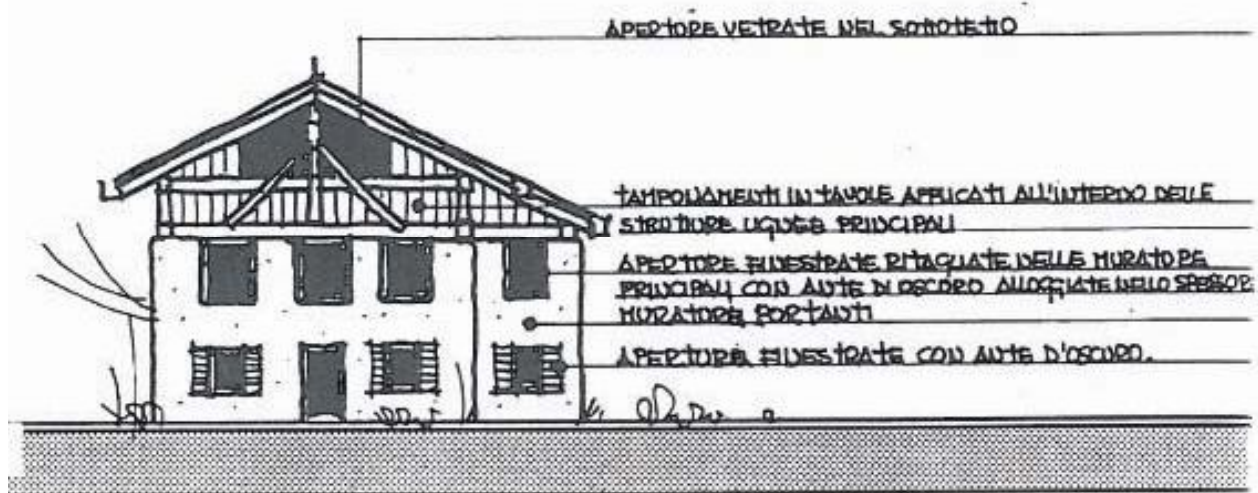 APERTURE VETRATE NEL SOTTOTETTO
TAMPONAMENTI IN TAVOLE APPLICATI ALL'INTERNO DELLE
STRUTTURE LIGNEE PRINCIPALI
APERTURE FINESTRATE RITAGLIATE NELLE MURATURE
PRINCIPALI CON ANTE DI OSCURO ALLOGGIATE NELLO SPESSOR
MURATURE PORTANTI
APERTURE FINESTRATE CON ANTE D'OSCURO.